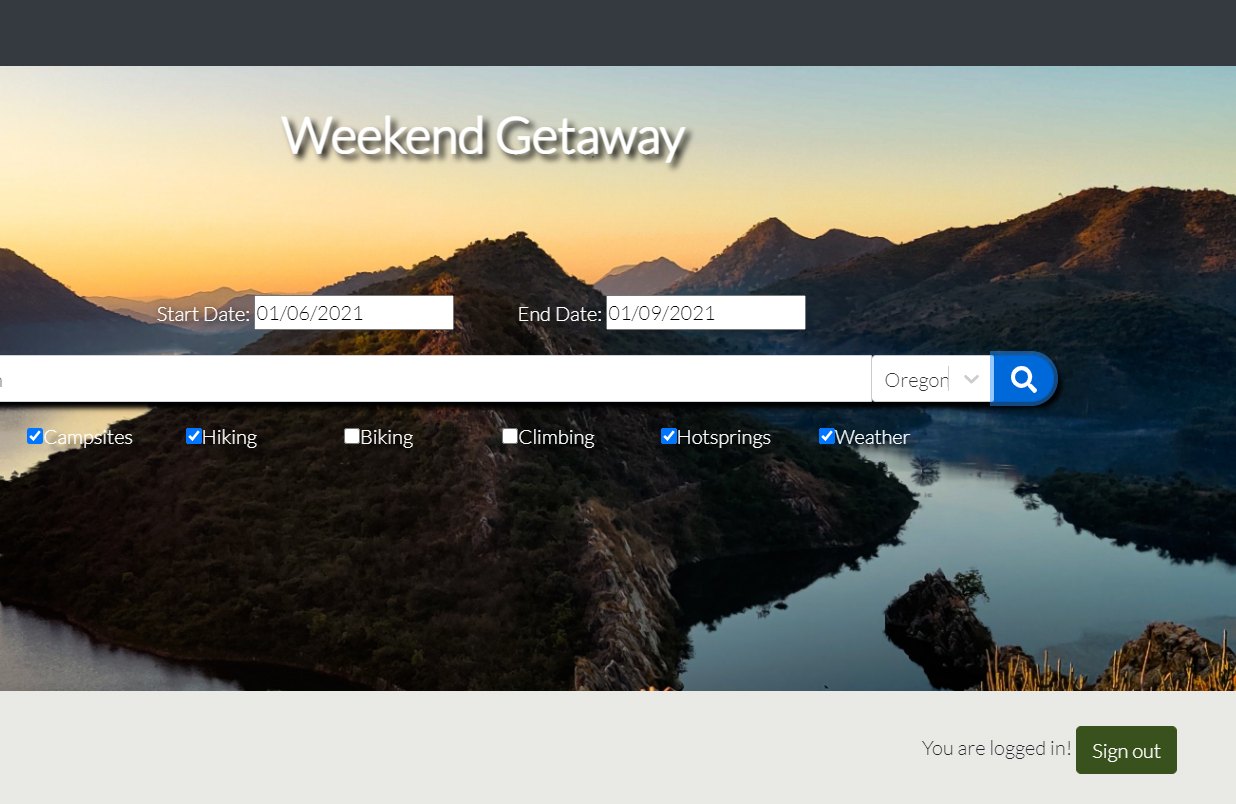 Weekend Getaway
Start Date: 01/06/2021 End Date: 01/09/2021
Oregon
Campsites Hiking Biking Climbing Hotsprings Weather
You are logged in! Sign out